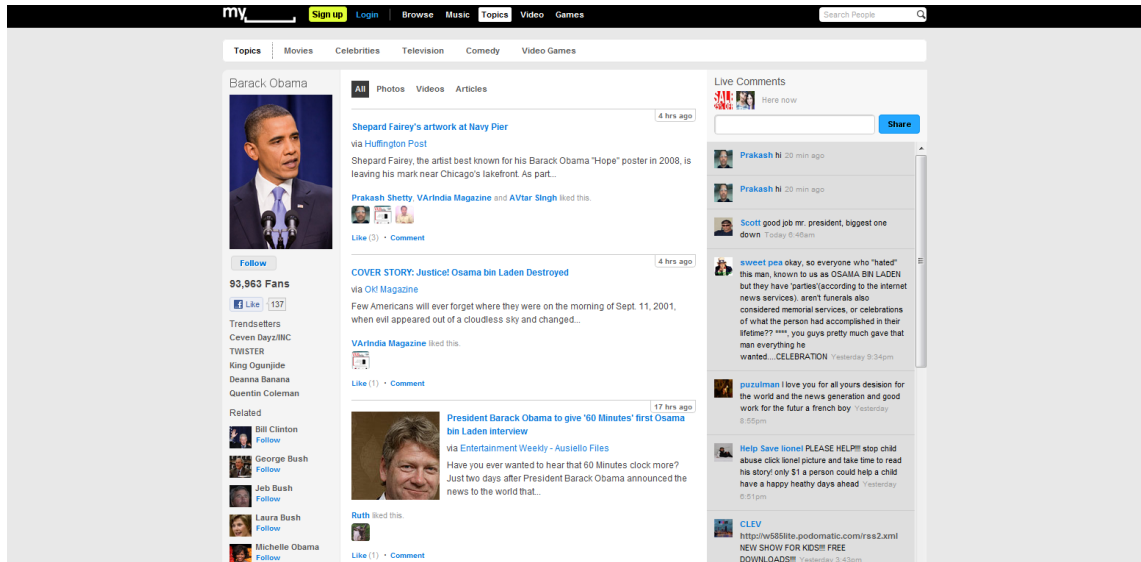 my____
Sign up
Login
Browse
Music
Topics
Video
Games
Search People
Topics
Movies
Celebrities
Television
Comedy
Video Games
Barack Obama
Follow
93,963 Fans
Like
137
Trendsetters
Ceven Dayz/INC
TWISTER
King Ogunjide
Deanna Banana
Quentin Coleman
Related
Bill Clinton
Follow
George Bush
Follow
Jeb Bush
Follow
Laura Bush
Follow
Michelle Obama
Follow
All
Photos
Videos
Articles
4 hrs ago
Shepard Fairey's artwork at Navy Pier
via Huffington Post
Shepard Fairey, the artist best known for his Barack Obama "Hope" poster in 2008, is
leaving his mark near Chicago's lakefront. As part...
Prakash Shetty, VArIndia Magazine and AVtar SIngh liked this.
Like (3) • Comment
4 hrs ago
COVER STORY: Justice! Osama bin Laden Destroyed
via Ok! Magazine
Few Americans will ever forget where they were on the morning of Sept. 11, 2001,
when evil appeared out of a cloudless sky and changed...
VArIndia Magazine liked this.
Like (1) • Comment
17 hrs ago
President Barack Obama to give '60 Minutes' first Osama
bin Laden interview
via Entertainment Weekly - Ausiello Files
Have you ever wanted to hear that 60 Minutes clock more?
Just two days after President Barack Obama announced the
news to the world that...
Ruth liked this.
Like (1) • Comment
Live Comments
SALE
Here now
Share
Prakash hi 20 min ago
Prakash hi 20 min ago
Scott good job mr. president, biggest one
down Today 6:46am
sweet pea okay, so everyone who "hated"
this man, known to us as OSAMA BIN LADEN
but they have 'parties'(according to the internet
news services). aren't funerals also
considered memorial services, or celebrations
of what the person had accomplished in their
lifetime?? ****, you guys pretty much gave that
man everything he
wanted....CELEBRATION Yesterday 9:34pm
puzulman I love you for all yours desision for
the world and the news generation and good
work for the futur a french boy Yesterday
8:55pm
Help Save lionel PLEASE HELP!!! stop child
abuse click lionel picture and take time to read
his story! only $1 a person could help a child
have a happy heathy days ahead Yesterday
6:51pm
CLEV
http://w585lite.podomatic.com/rss2.xml
NEW SHOW FOR KIDS!!! FREE
DOWNLOADS!!! Yesterday 3:43pm